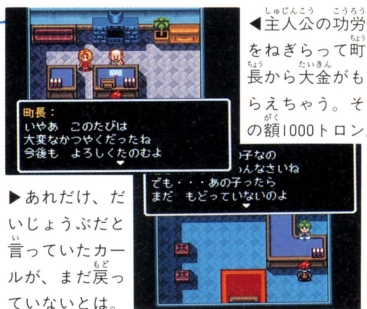 ◀主人公の功労
をねぎらって町
長から大金がも
らえちゃう。そ
の額1000トロン
町長：
いやあ　このたびは
大変なかつやくだったね
今後も　よろしくたのむよ
▶あれだけ、だ
いじょうぶだと
言っていたカー
ルが、まだ戻っ
ていないとは。
子なの
んなさいね
でも・・・あの子ったら
まだ　もどっていないのよ